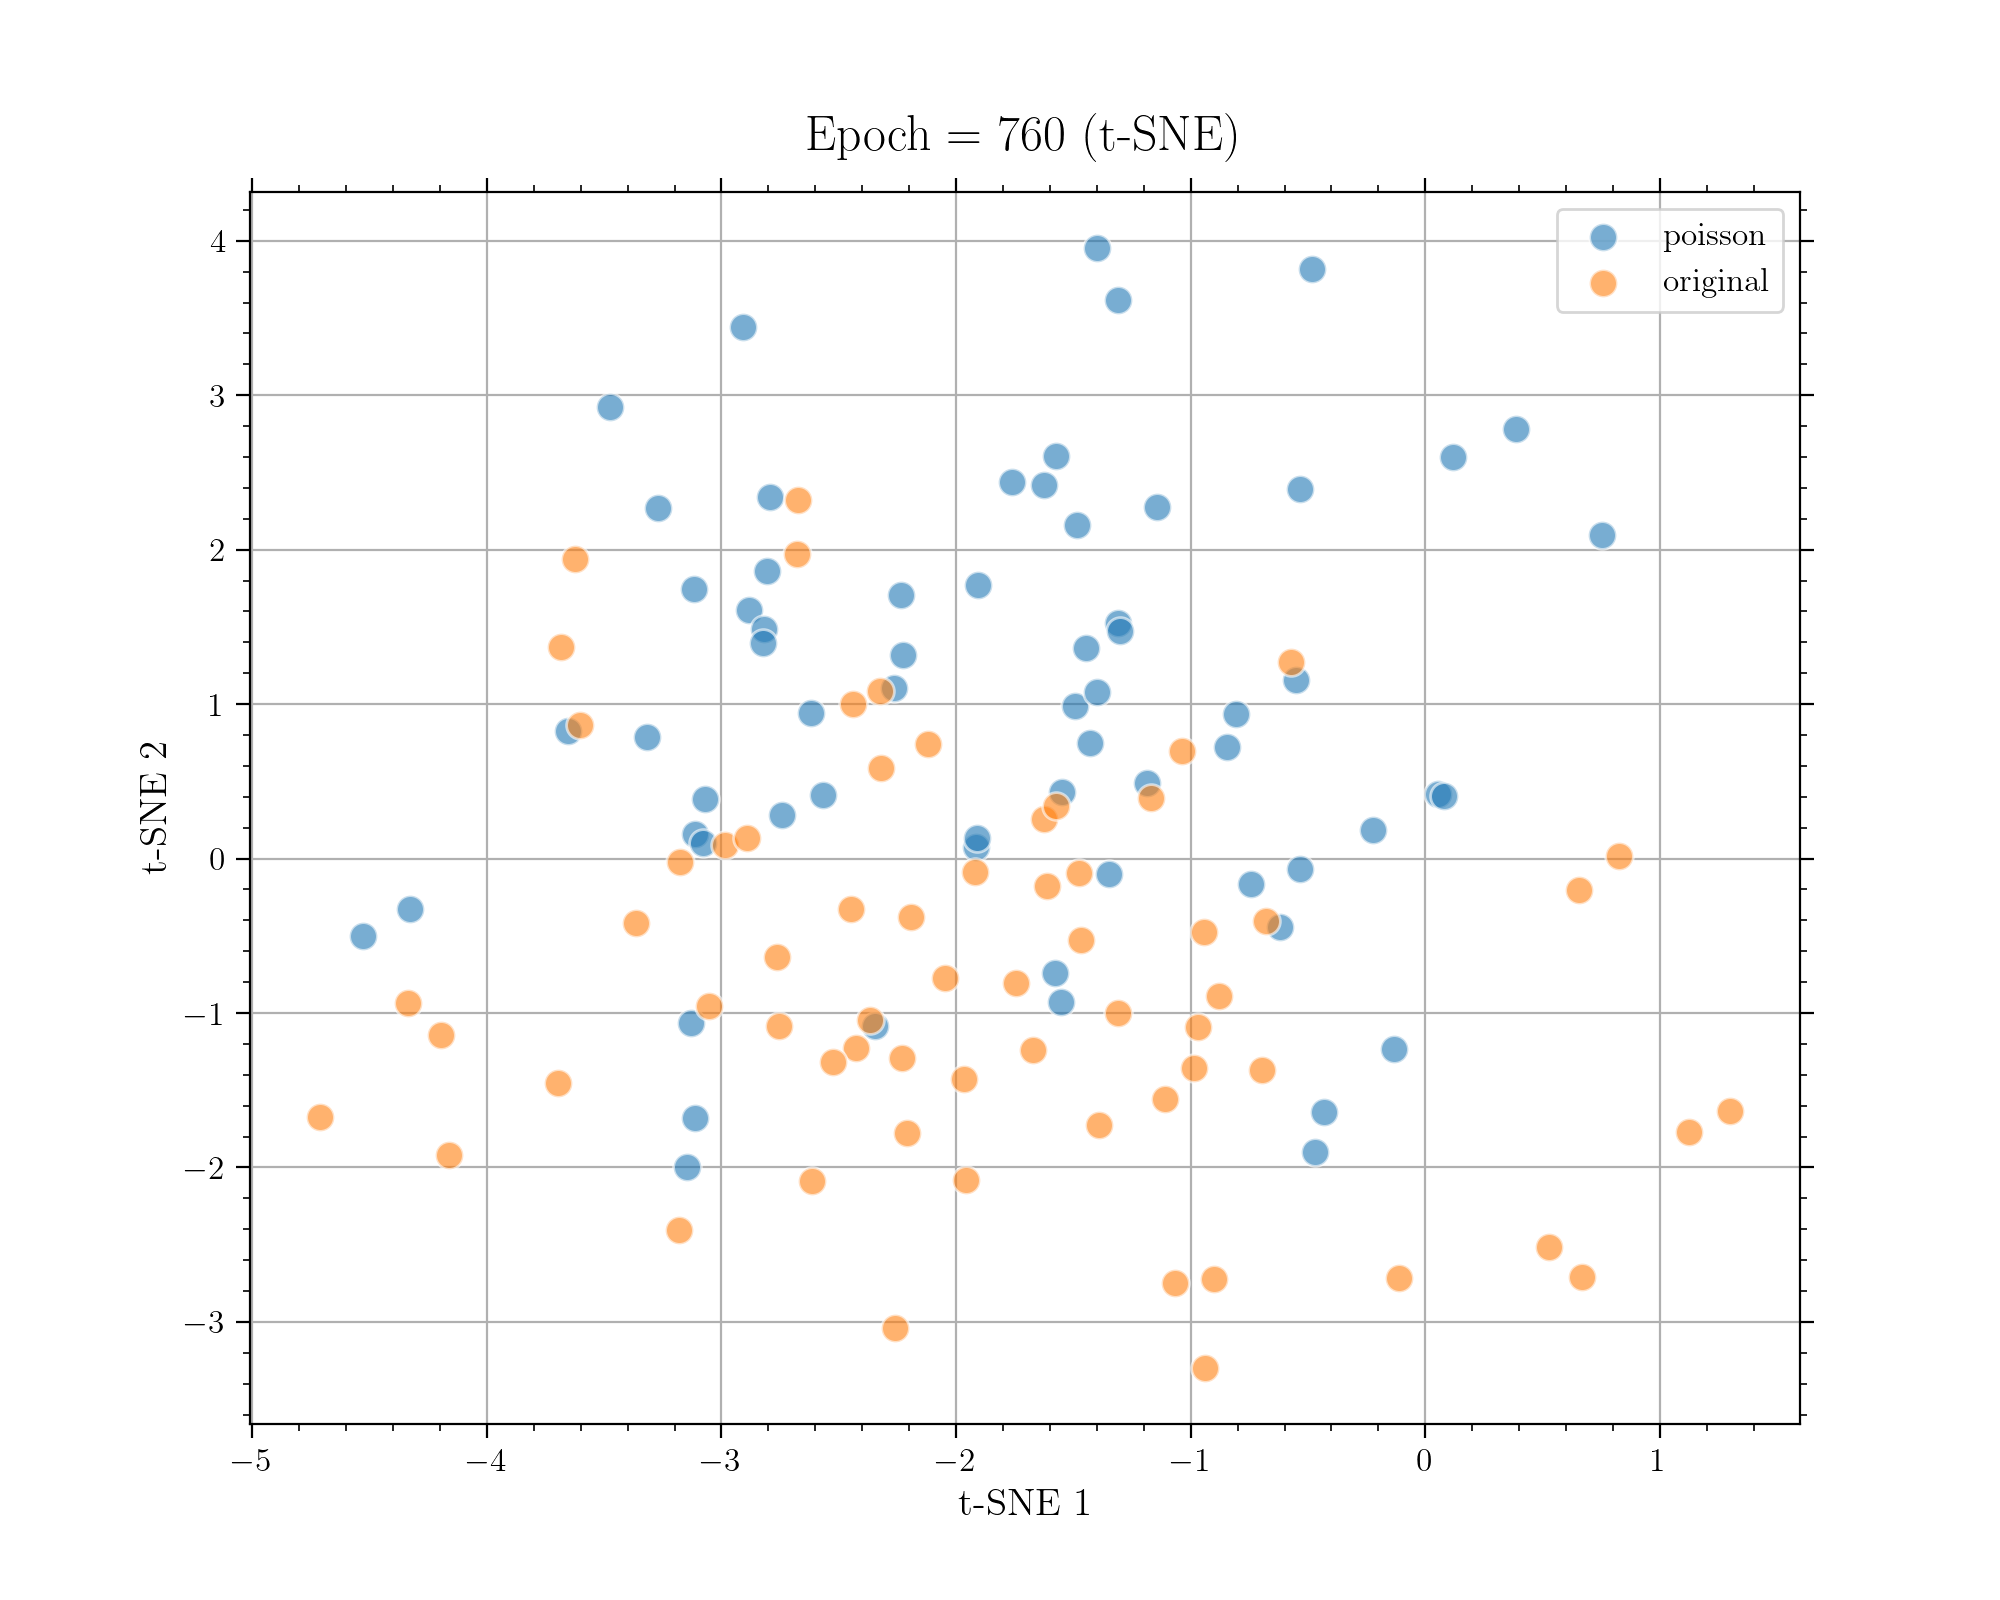 Epoch = 760 (t-SNE)
poisson
original
4
3
2
1
0
−1
−2
−3
t-SNE 2
−5 −4 −3 −2 −1 0 1
t-SNE 1